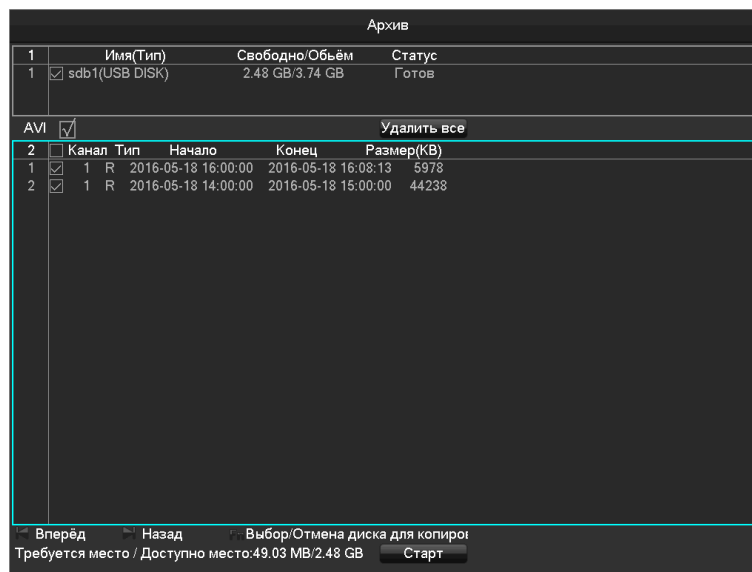 Архив
1 Имя(Тип) Свободно/Обьём Статус
1 sdb1(USB DISK) 2.48 GB/3.74 GB Готов
AVI Удалить все
2 Канал Тип Начало Конец Размер(KB)
1 1 R 2016-05-18 16:00:00 2016-05-18 16:08:13 5978
2 1 R 2016-05-18 14:00:00 2016-05-18 15:00:00 44238
Вперёд Назад Fn Выбор/Отмена диска для копиров
Требуется место / Доступно место:49.03 MB/2.48 GB Старт